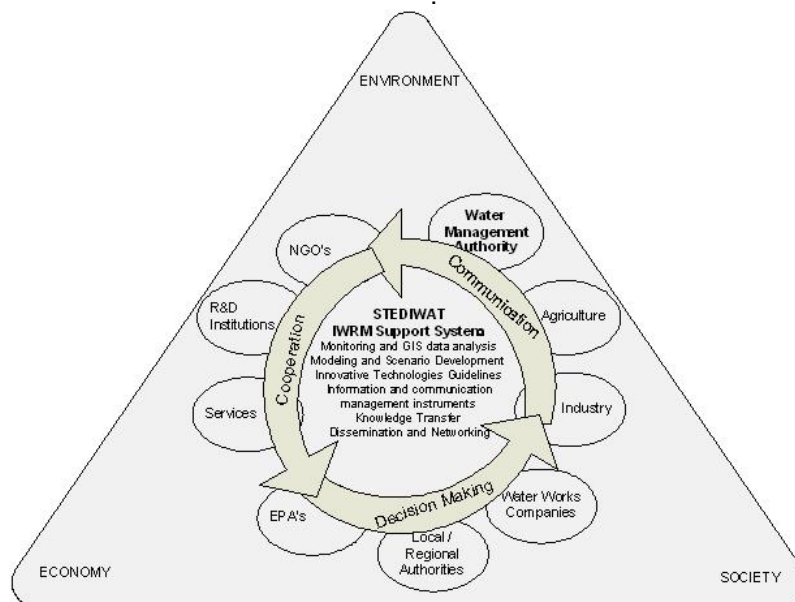 ENVIRONMENT
Water
Management
Authority
NGO's
Communication
R&D
Institutions
Agriculture
STEDIWAT
IWRM Support System
Monitoring and GIS data analysis
Modeling and Scenario Development
Innovative Technologies Guidelines
Information and communication
management instruments
Knowledge Transfer
Dissemination and Networking
Cooperation
Services
Industry
Decision Making
Water Works
Companies
EPA's
Local /
Regional
Authorities
ECONOMY
SOCIETY